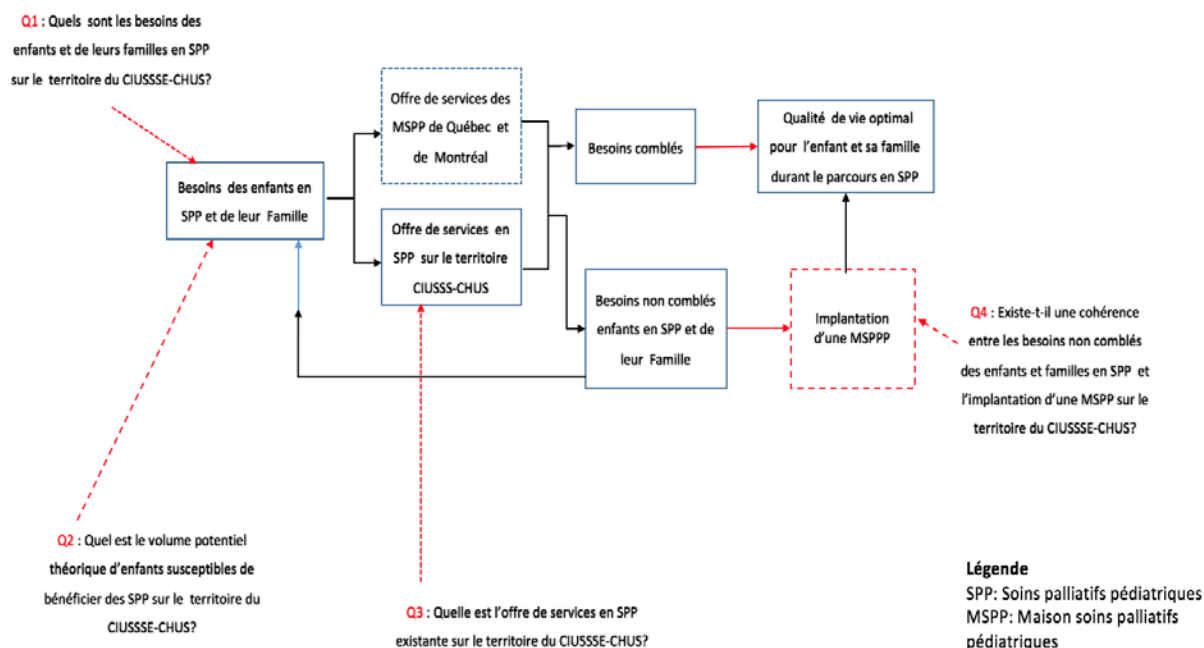 Q1 : Quels sont les besoins des
enfants et de leurs familles en SPP
sur le territoire du CIUSSSE-CHUS?
Offre de services des
MSPP de Québec et
de Montréal
Besoins comblés
Qualité de vie optimal
pour l'enfant et sa famille
durant le parcours en SPP
Besoins des enfants en
SPP et de leur Famille
Offre de services en
SPP sur le territoire
CIUSSS-CHUS
Besoins non comblés
enfants en SPP et de
leur Famille
Implantation
d'une MSPPP
Q4 : Existe-t-il une cohérence
entre les besoins non comblés
des enfants et familles en SPP et
l'implantation d'une MSPP sur le
territoire du CIUSSSE-CHUS?
Q2 : Quel est le volume potentiel
théorique d'enfants susceptibles de
bénéficier des SPP sur le territoire du
CIUSSSE-CHUS?
Q3 : Quelle est l'offre de services en SPP
existante sur le territoire du CIUSSSE-CHUS?
Légende
SPP: Soins palliatifs pédiatriques
MSPP: Maison soins palliatifs
pédiatriques